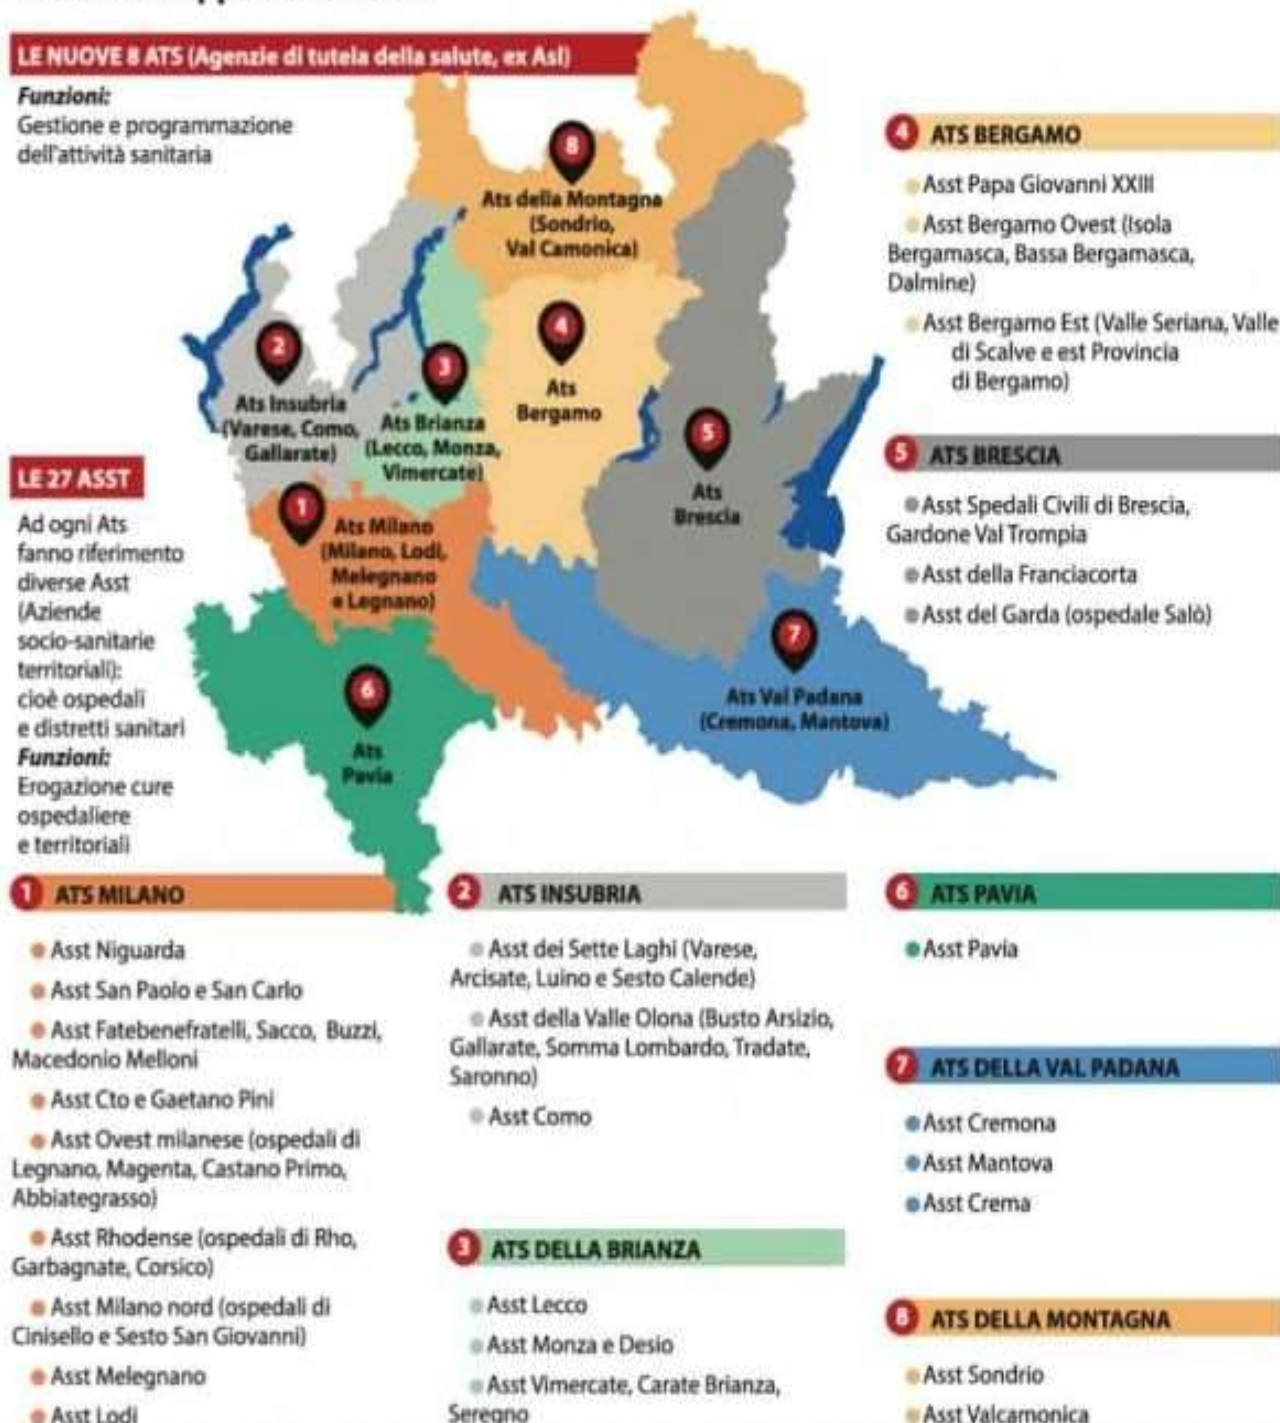 LE NUOVE 8 ATS (Agenzie di tutela della salute, ex Asl)
Funzioni:
Gestione e programmazione
dell'attività sanitaria
8
Ats della Montagna
(Sondrio,
Val Camonica)
2
Ats Insubria
(Varese, Como,
Gallarate)
3
Ats Brianza
(Lecco, Monza,
Vimercate)
4
Ats
Bergamo
5
Ats
Brescia
1
Ats Milano
(Milano, Lodi,
Melegnano
e Legnano)
7
Ats Val Padana
(Cremona, Mantova)
6
Ats
Pavia
LE 27 ASST
Ad ogni Ats
fanno riferimento
diverse Asst
(Aziende
socio-sanitarie
territoriali):
cioè ospedali
e distretti sanitari
Funzioni:
Erogazione cure
ospedaliere
e territoriali
1 ATS MILANO
Asst Niguarda
Asst San Paolo e San Carlo
Asst Fatebenefratelli, Sacco, Buzzi,
Macedonio Melloni
Asst Cto e Gaetano Pini
Asst Ovest milanese (ospedali di
Legnano, Magenta, Castano Primo,
Abbiategrasso)
Asst Rhodense (ospedali di Rho,
Garbagnate, Corsico)
Asst Milano nord (ospedali di
Cinisello e Sesto San Giovanni)
Asst Melegnano
Asst Lodi
2 ATS INSUBRIA
Asst dei Sette Laghi (Varese,
Arcisate, Luino e Sesto Calende)
Asst della Valle Olona (Busto Arsizio,
Gallarate, Somma Lombardo, Tradate,
Saronno)
Asst Como
3 ATS DELLA BRIANZA
Asst Lecco
Asst Monza e Desio
Asst Vimercate, Carate Brianza,
Seregno
4 ATS BERGAMO
Asst Papa Giovanni XXIII
Asst Bergamo Ovest (Isola
Bergamasca, Bassa Bergamasca,
Dalmine)
Asst Bergamo Est (Valle Seriana, Valle
di Scalve e est Provincia
di Bergamo)
5 ATS BRESCIA
Asst Spedali Civili di Brescia,
Gardone Val Trompia
Asst della Franciacorta
Asst del Garda (ospedale Salò)
6 ATS PAVIA
Asst Pavia
7 ATS DELLA VAL PADANA
Asst Cremona
Asst Mantova
Asst Crema
8 ATS DELLA MONTAGNA
Asst Sondrio
Asst Valcamonica